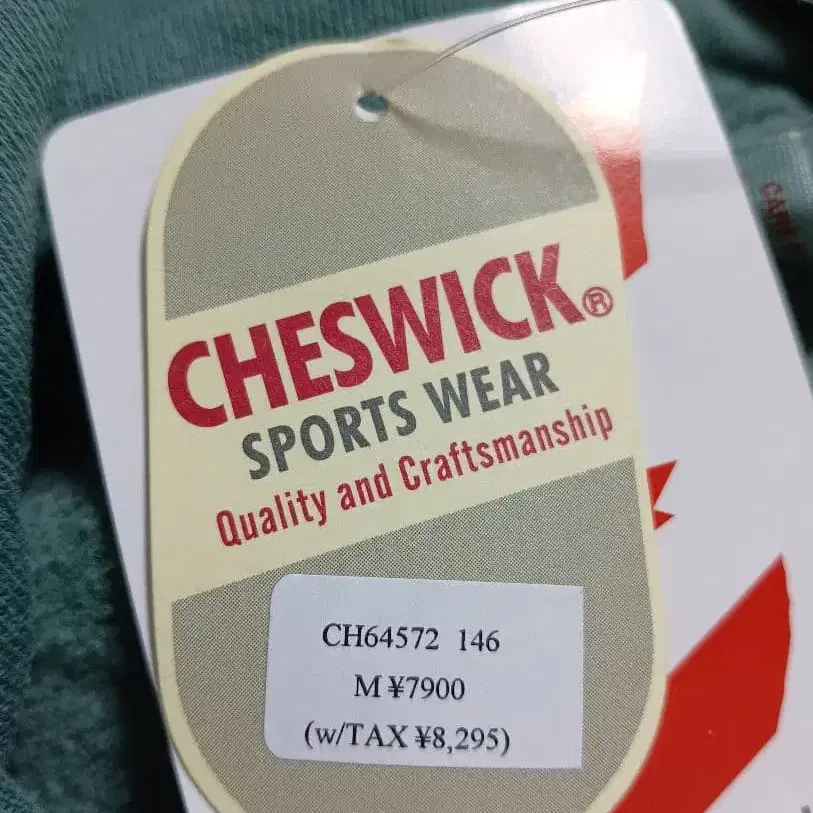 CHESWICK®
SPORTS WEAR
Quality and Craftsmanship
CH64572 146
M ¥7900
(w/TAX ¥8,295)